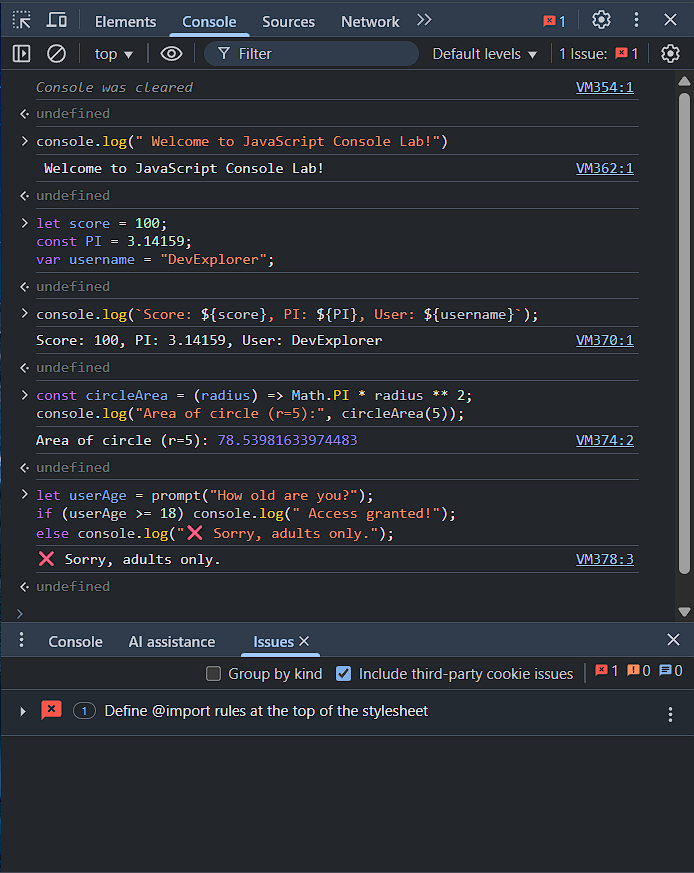 Elements Console Sources Network 1
top Filter Default levels 1 Issue: 1
Console was cleared VM354:1
undefined
console.log(" Welcome to JavaScript Console Lab!")
Welcome to JavaScript Console Lab! VM362:1
undefined
let score = 100;
const PI = 3.14159;
var username = "DevExplorer";
undefined
console.log(`Score: ${score}, PI: ${PI}, User: ${username}`);
Score: 100, PI: 3.14159, User: DevExplorer VM370:1
undefined
const circleArea = (radius) => Math.PI * radius ** 2;
console.log("Area of circle (r=5):", circleArea(5));
Area of circle (r=5): 78.53981633974483 VM374:2
undefined
let userAge = prompt("How old are you?");
if (userAge >= 18) console.log(" Access granted!");
else console.log("❌ Sorry, adults only.");
❌ Sorry, adults only. VM378:3
undefined
Console AI assistance Issues
Group by kind Include third-party cookie issues 1 0 0
1 Define @import rules at the top of the stylesheet